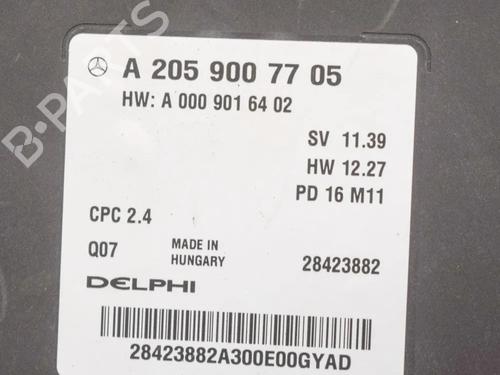 B-PARTS
A 205 900 77 05
HW: A 000 901 64 02
SV 11.39
HW 12.27
PD 16 M11
CPC 2.4
Q07 MADE IN HUNGARY 28423882
DELPHI
28423882A300E00GYAD